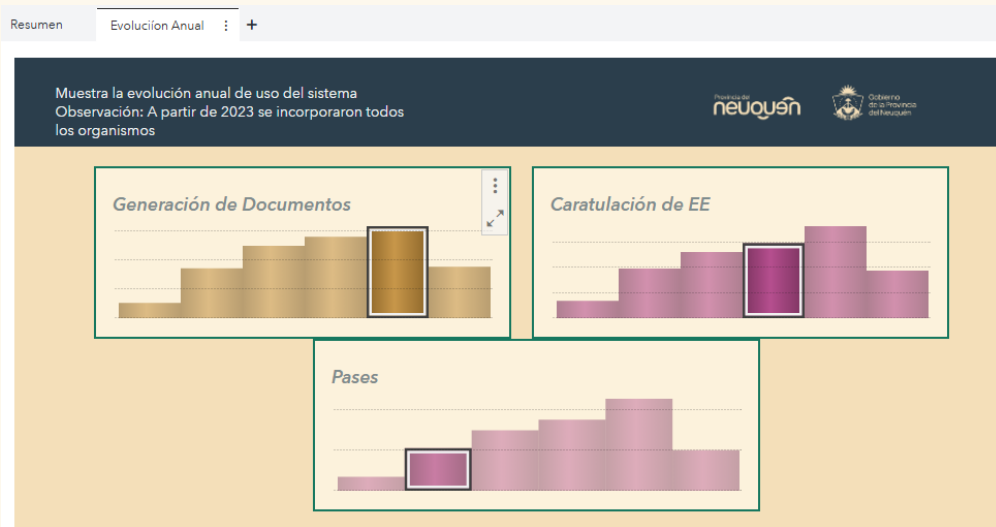 Resumen
Evoluciíon Anual
Muestra la evolución anual de uso del sistema
Observación: A partir de 2023 se incorporaron todos
los organismos
Provincia del
neuquén
Gobierno
de la Provincia
del Neuquén
Generación de Documentos
Caratulación de EE
Pases